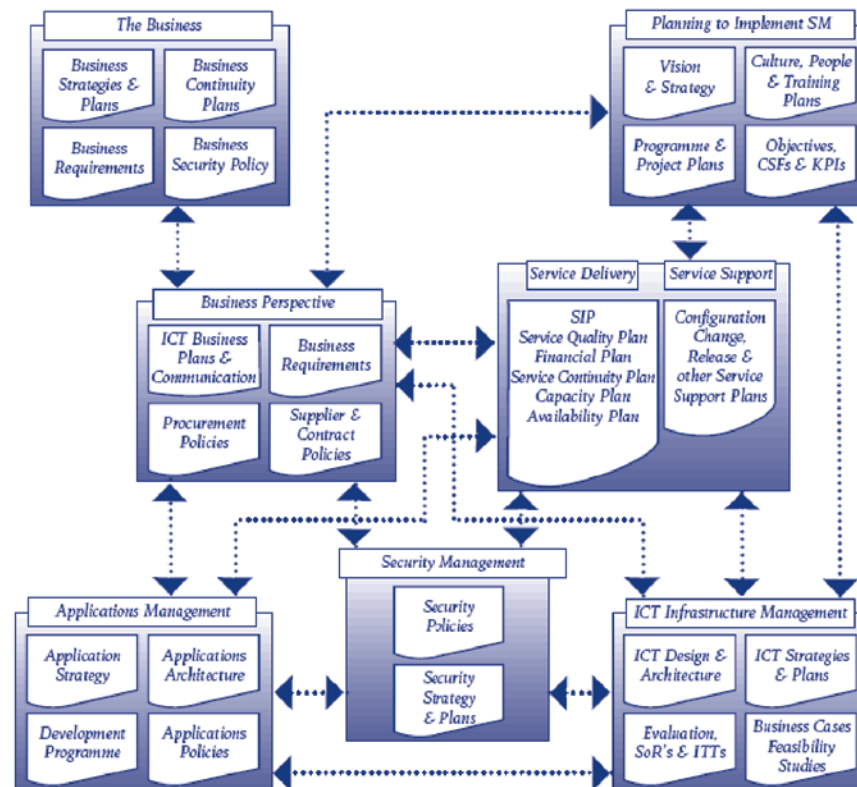 The Business
Business
Strategies &
Plans
Business
Continuity
Plans
Business
Requirements
Business
Security Policy
Planning to Implement SM
Vision
& Strategy
Culture, People
& Training
Plans
Programme &
Project Plans
Objectives,
CSFs & KPIs
Business Perspective
ICT Business
Plans &
Communication
Business
Requirements
Procurement
Policies
Supplier &
Contract
Policies
Service Delivery
SIP
Service Quality Plan
Financial Plan
Service Continuity Plan
Capacity Plan
Availability Plan
Service Support
Configuration
Change,
Release &
other Service
Support Plans
Security Management
Security
Policies
Security
Strategy
& Plans
Applications Management
Application
Strategy
Applications
Architecture
Development
Programme
Applications
Policies
ICT Infrastructure Management
ICT Design &
Architecture
ICT Strategies
& Plans
Evaluation,
SoR's & ITTs
Business Cases
Feasibility
Studies